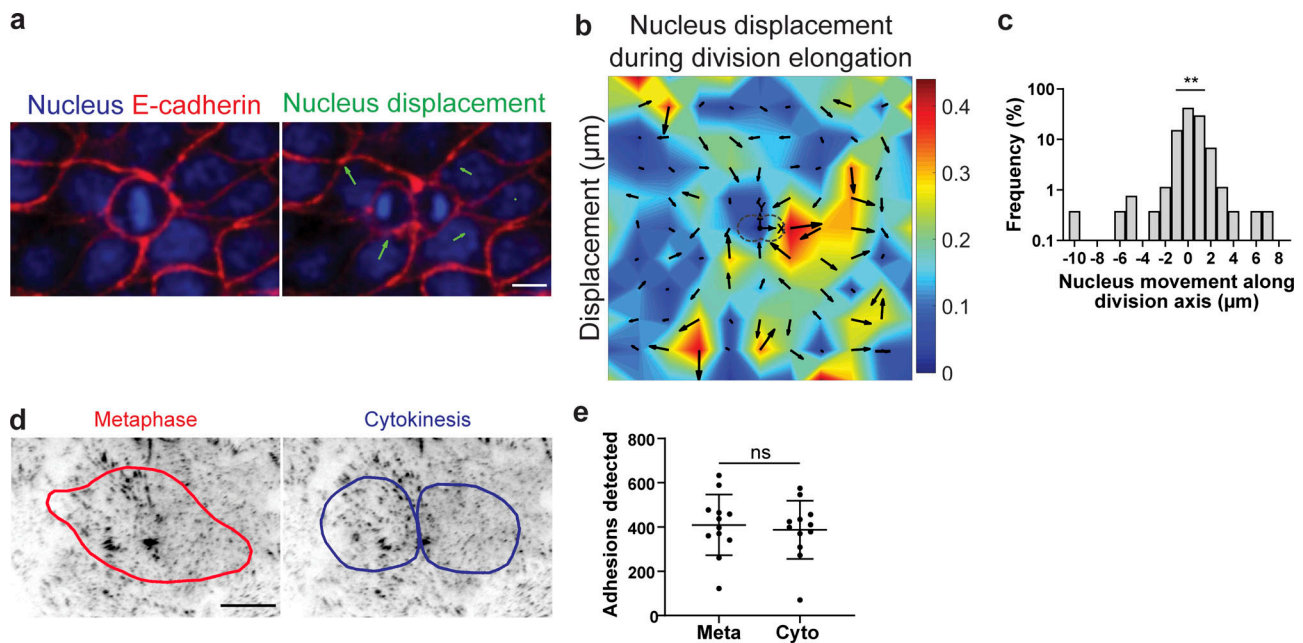 a
Nucleus E-cadherin
Nucleus displacement
b
Nucleus displacement
during division elongation
Displacement (µm)
Y
X
0.4
0.3
0.2
0.1
0
c
**
Frequency (%)
100
10
1
0.1
-10 -8 -6 -4 -2 0 2 4 6 8
Nucleus movement along
division axis (µm)
d
Metaphase
Cytokinesis
e
Adhesions detected
800
600
400
200
0
ns
Meta Cyto